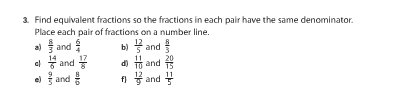 3. Find equivalent fractions so the fractions in each pair have the same denominator.
Place each pair of fractions on a number line.
a) 8/3 and 6/4 b) 12/5 and 8/3
c) 14/6 and 17/8 d) 11/10 and 20/15
e) 9/5 and 8/6 f) 12/9 and 11/5